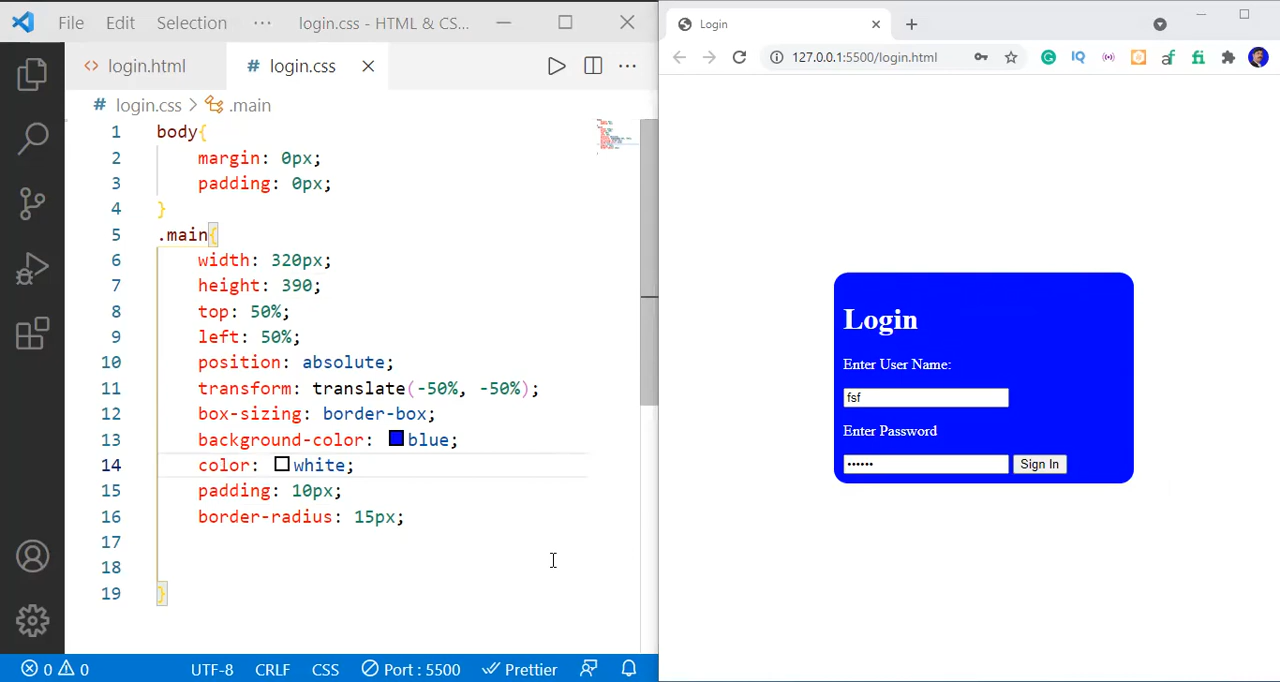 File Edit Selection ··· login.css - HTML & CS...
login.html # login.css
# login.css > .main
1 body{
2 margin: 0px;
3 padding: 0px;
4 }
5 .main{
6 width: 320px;
7 height: 390;
8 top: 50%;
9 left: 50%;
10 position: absolute;
11 transform: translate(-50%, -50%);
12 box-sizing: border-box;
13 background-color: blue;
14 color: white;
15 padding: 10px;
16 border-radius: 15px;
17
18
19 }
0 0 UTF-8 CRLF CSS Port : 5500 Prettier
Login
127.0.0.1:5500/login.html
IQ af fi
Login
Enter User Name:
fsf
Enter Password
••••••
Sign In